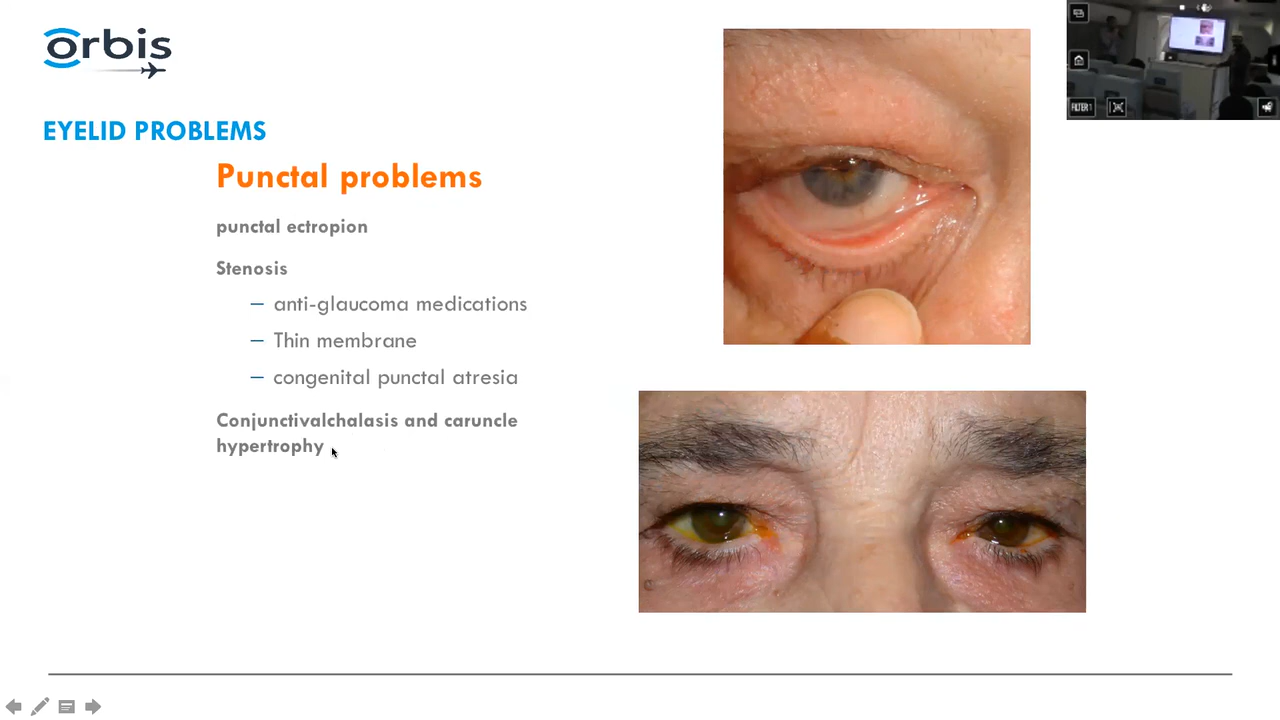 orbis
EYELID PROBLEMS
Punctal problems
punctal ectropion
Stenosis
– anti-glaucoma medications
– Thin membrane
– congenital punctal atresia
Conjunctivalchalasis and caruncle
hypertrophy
FILTER1